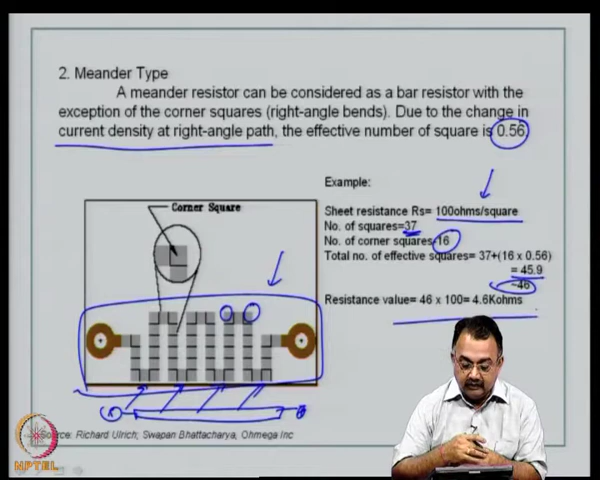 2. Meander Type
A meander resistor can be considered as a bar resistor with the
exception of the corner squares (right-angle bends). Due to the change in
current density at right-angle path, the effective number of square is 0.56
Example:
Corner Square
Sheet resistance Rs= 100ohms/square
No. of squares=37
No. of corner squares-16
Total no. of effective squares= 37+(16 x 0.56)
= 45.9
~46
Resistance value= 46 x 100= 4.6Kohms
Source: Richard Ulrich; Swapan Bhattacharya, Ohmega Inc
NPTEL